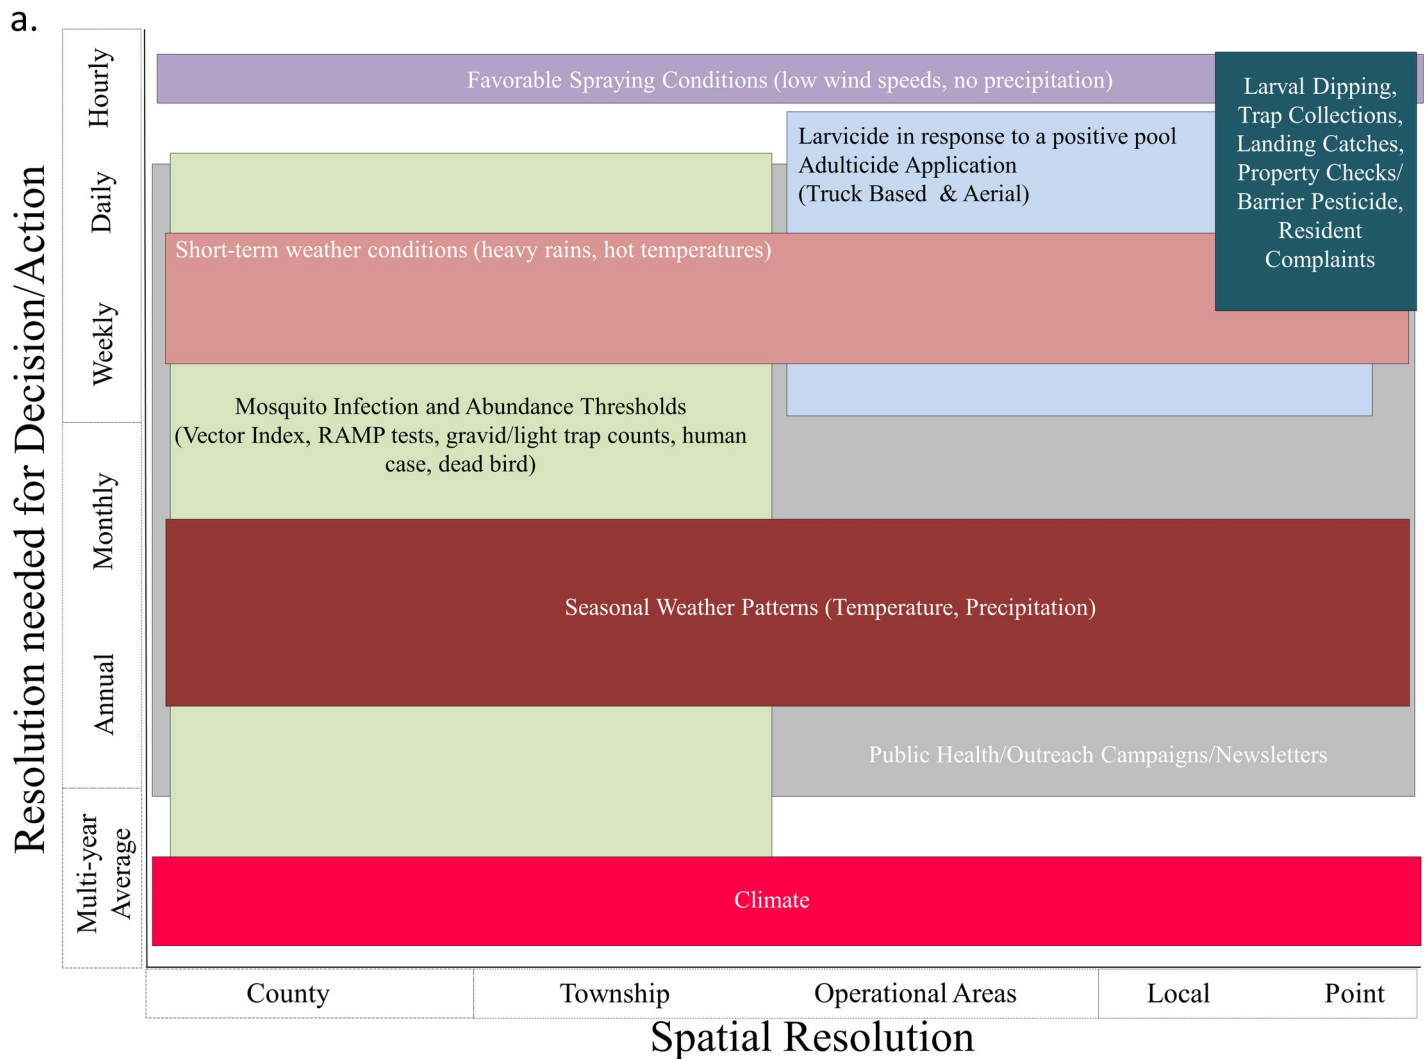 a.
Resolution needed for Decision/Action
Hourly
Daily
Weekly
Monthly
Annual
Multi-year
Average
Favorable Spraying Conditions (low wind speeds, no precipitation)
Larval Dipping,
Trap Collections,
Landing Catches,
Property Checks/
Barrier Pesticide,
Resident
Complaints
Larvicide in response to a positive pool
Adulticide Application
(Truck Based & Aerial)
Short-term weather conditions (heavy rains, hot temperatures)
Mosquito Infection and Abundance Thresholds
(Vector Index, RAMP tests, gravid/light trap counts, human
case, dead bird)
Seasonal Weather Patterns (Temperature, Precipitation)
Public Health/Outreach Campaigns/Newsletters
Climate
County
Township
Operational Areas
Local
Point
Spatial Resolution